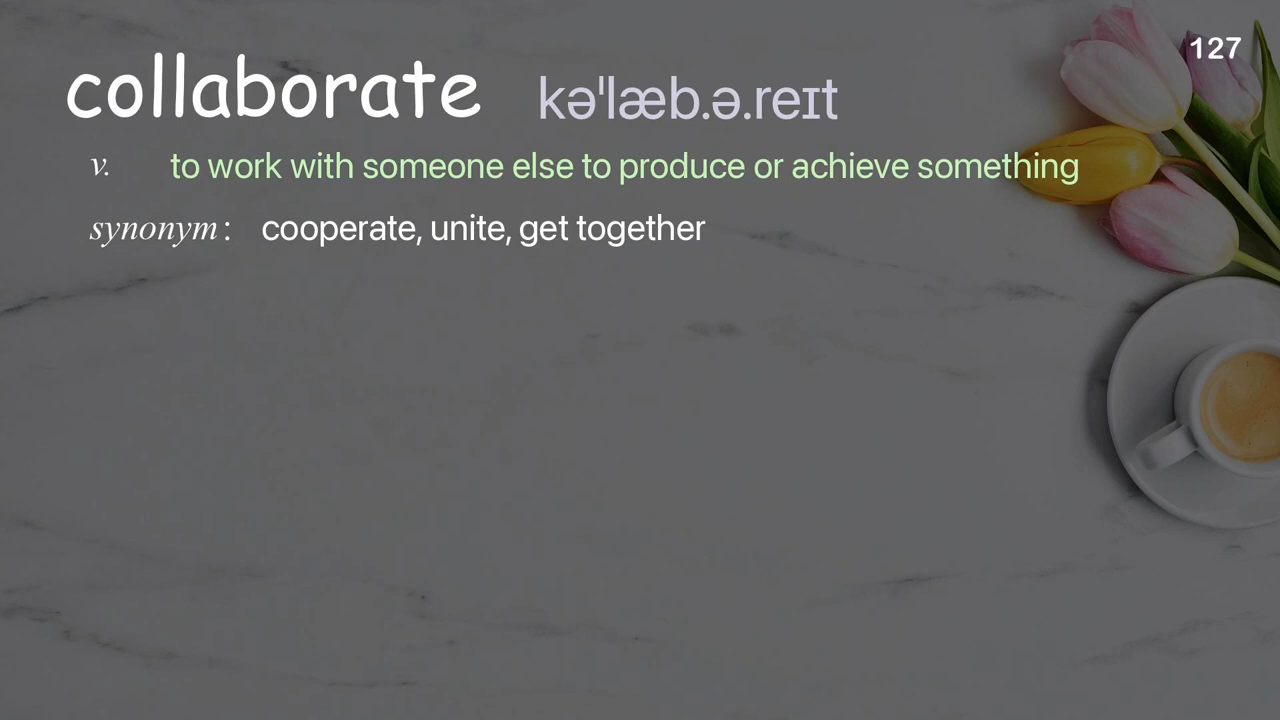 127
collaborate kəˈlæb.ə.reɪt
v. to work with someone else to produce or achieve something
synonym: cooperate, unite, get together